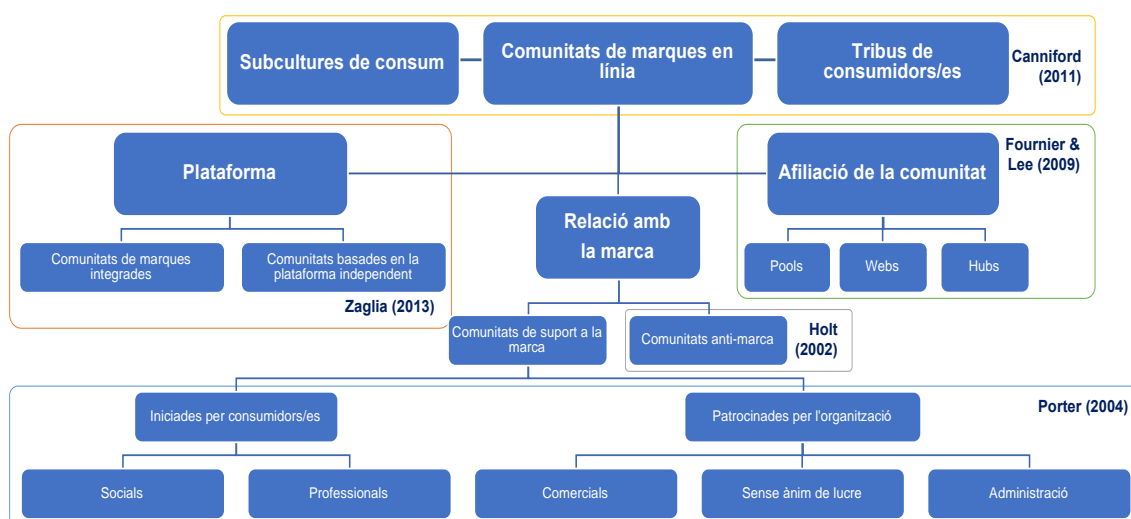 Subcultures de consum
Comunitats de marques en
línia
Tribus de
consumidors/es
Canniford
(2011)
Plataforma
Afiliació de la comunitat
Fournier &
Lee (2009)
Relació amb
la marca
Comunitats de marques
integrades
Comunitats basades en la
plataforma independent
Zaglia (2013)
Pools
Webs
Hubs
Comunitats de suport a la
marca
Comunitats anti-marca
Holt
(2002)
Iniciades per consumidors/es
Patrocinades per l'organització
Porter (2004)
Socials
Professionals
Comercials
Sense ànim de lucre
Administració